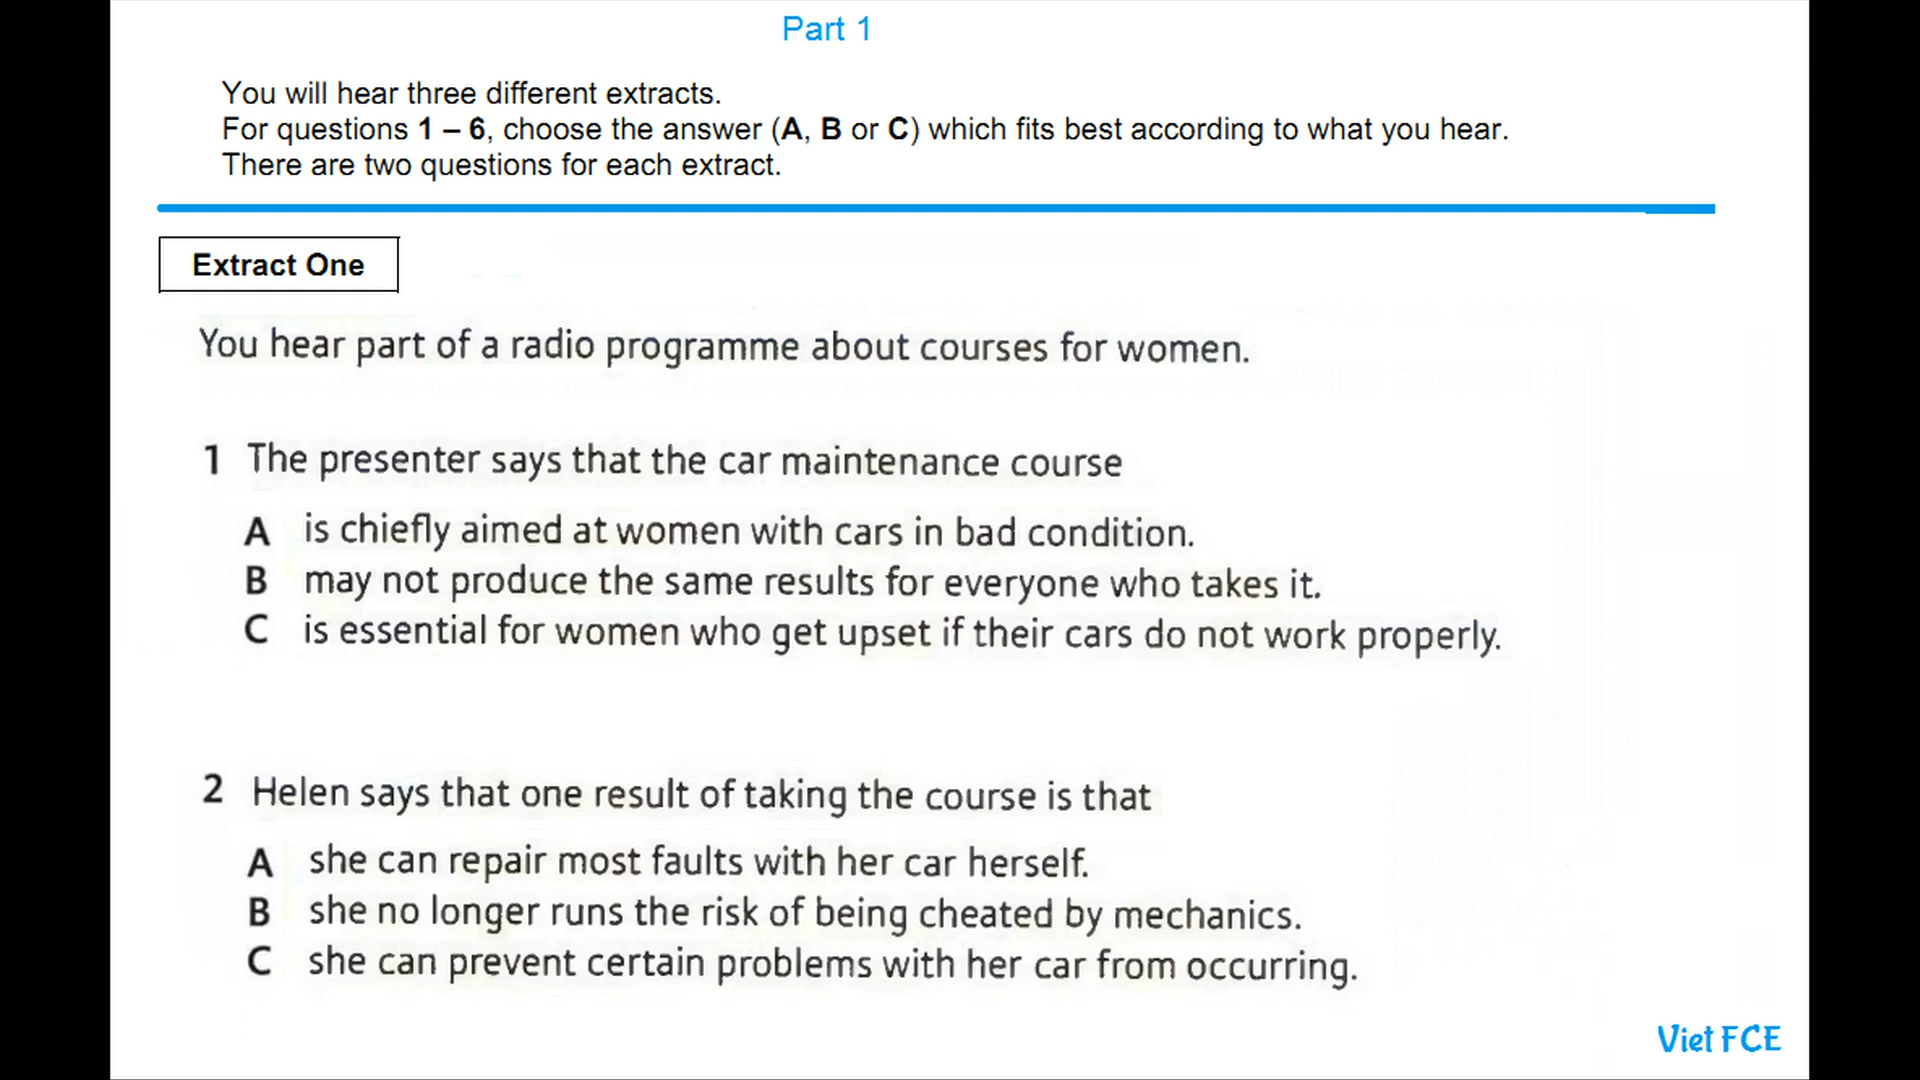 Part 1
You will hear three different extracts.
For questions 1 – 6, choose the answer (A, B or C) which fits best according to what you hear.
There are two questions for each extract.
Extract One
You hear part of a radio programme about courses for women.
1 The presenter says that the car maintenance course
A is chiefly aimed at women with cars in bad condition.
B may not produce the same results for everyone who takes it.
C is essential for women who get upset if their cars do not work properly.
2 Helen says that one result of taking the course is that
A she can repair most faults with her car herself.
B she no longer runs the risk of being cheated by mechanics.
C she can prevent certain problems with her car from occurring.
Viet FCE